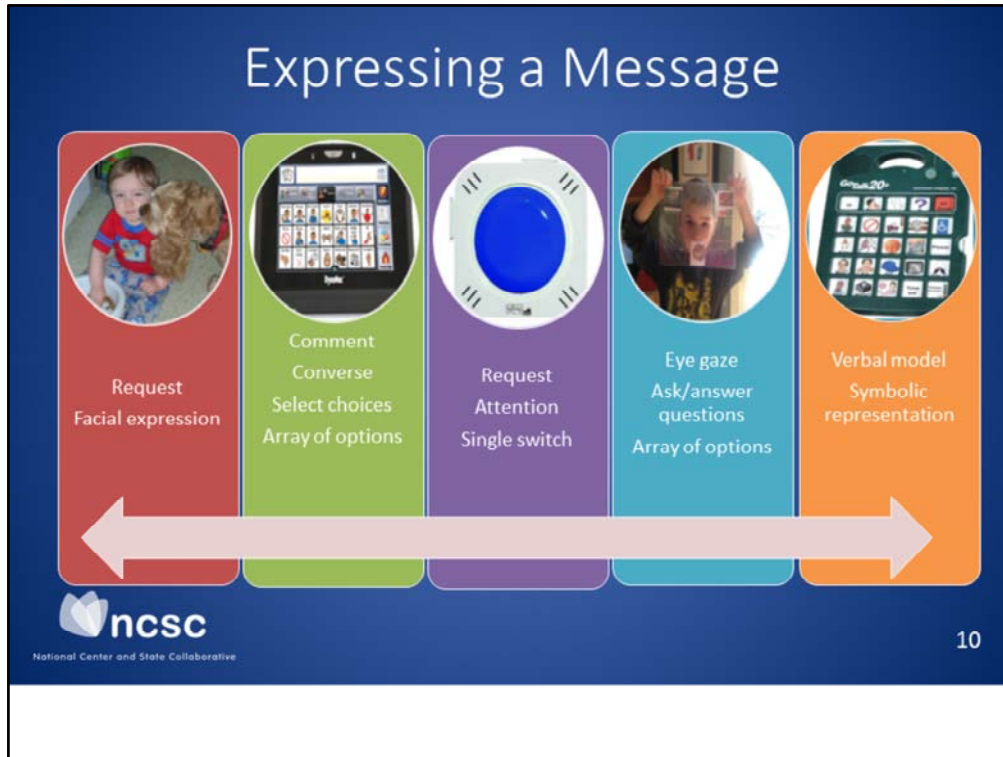 Expressing a Message
Request
Facial expression
Comment
Converse
Select choices
Array of options
Request
Attention
Single switch
Eye gaze
Ask/answer
questions
Array of options
GoTalk20+
Verbal model
Symbolic
representation
ncsc
National Center and State Collaborative
10